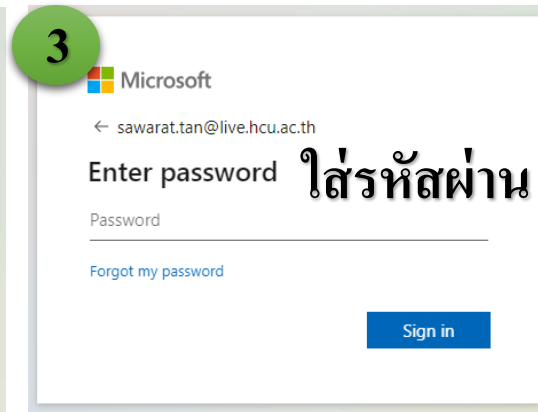 3
Microsoft
← sawarat.tan@live.hcu.ac.th
Enter password ใส่รหัสผ่าน
Password
Forgot my password
Sign in